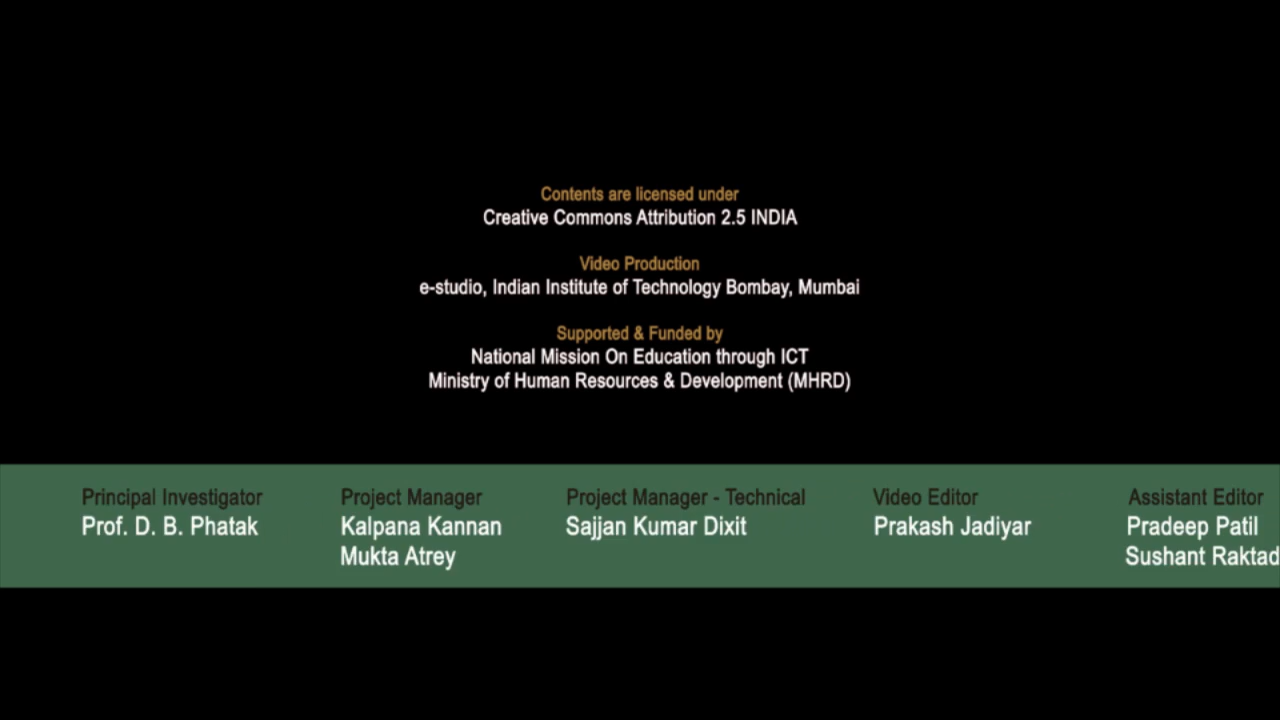 Contents are licensed under
Creative Commons Attribution 2.5 INDIA
Video Production
e-studio, Indian Institute of Technology Bombay, Mumbai
Supported & Funded by
National Mission On Education through ICT
Ministry of Human Resources & Development (MHRD)
Principal Investigator
Prof. D. B. Phatak
Project Manager
Kalpana Kannan
Mukta Atrey
Project Manager - Technical
Sajjan Kumar Dixit
Video Editor
Prakash Jadiyar
Assistant Editor
Pradeep Patil
Sushant